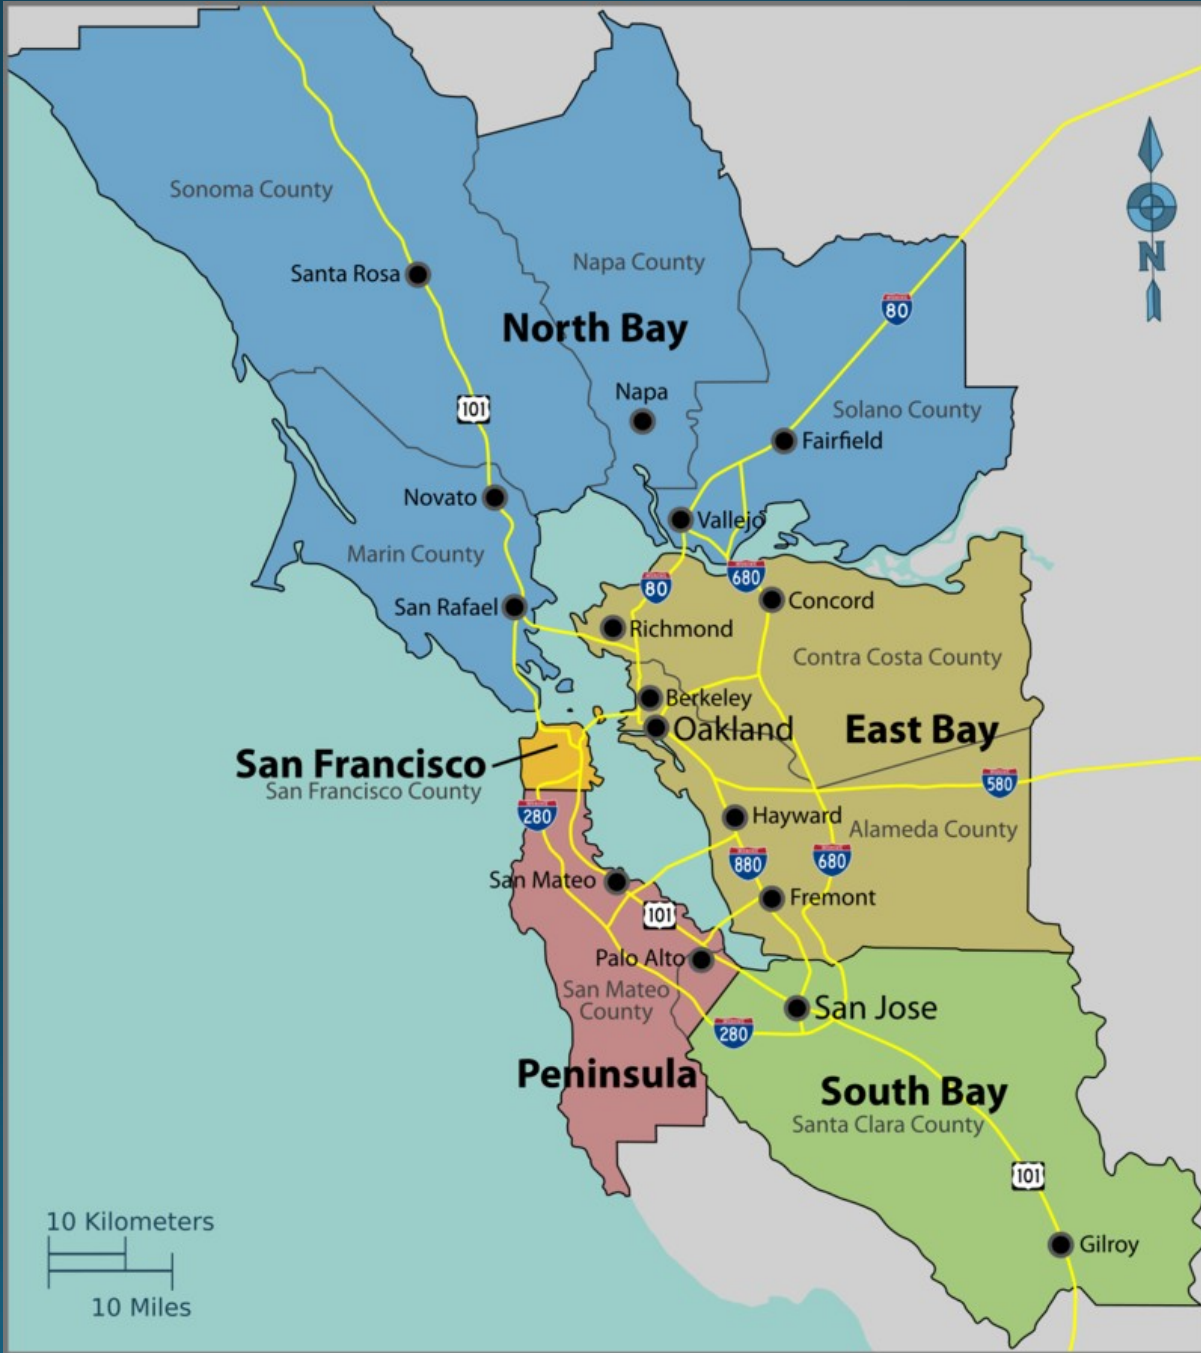 Sonoma County
Napa County
Santa Rosa
North Bay
N
80
101
Napa
Solano County
Fairfield
Novato
Vallejo
Marin County
680
80
San Rafael
Concord
Richmond
Contra Costa County
Berkeley
Oakland
East Bay
San Francisco
San Francisco County
580
280
Hayward
Alameda County
880
680
San Mateo
101
Fremont
Palo Alto
San Mateo
County
San Jose
280
Peninsula
South Bay
Santa Clara County
101
10 Kilometers
10 Miles
Gilroy